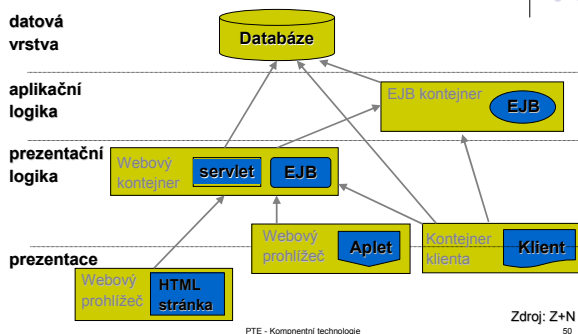 datová
vrstva
Databáze
aplikační
logika
EJB kontejner
EJB
prezentační
logika
Webový
kontejner
servlet
EJB
Webový
prohlížeč
Aplet
Kontejner
klienta
Klient
prezentace
Webový
prohlížeč
HTML
stránka
Zdroj: Z+N
PTE - Komponentní technologie
50